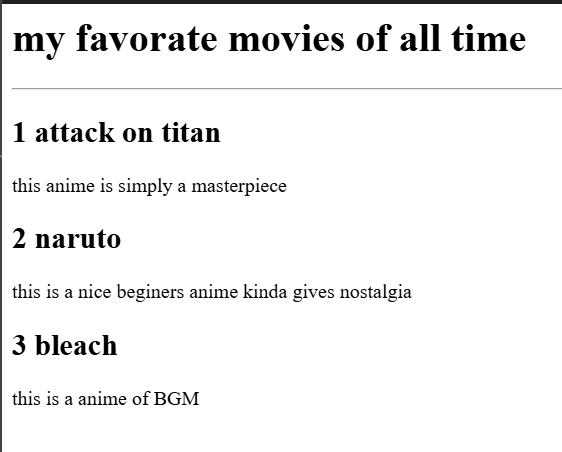 my favorate movies of all time
1 attack on titan
this anime is simply a masterpiece
2 naruto
this is a nice beginers anime kinda gives nostalgia
3 bleach
this is a anime of BGM